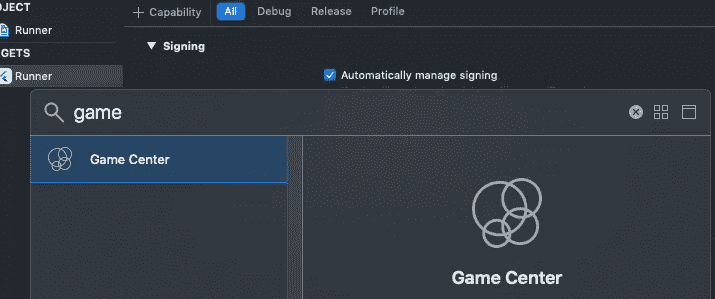 OJECT
+ Capability All Debug Release Profile
Runner
Signing
GETS
Runner
Automatically manage signing
game
Game Center
Game Center